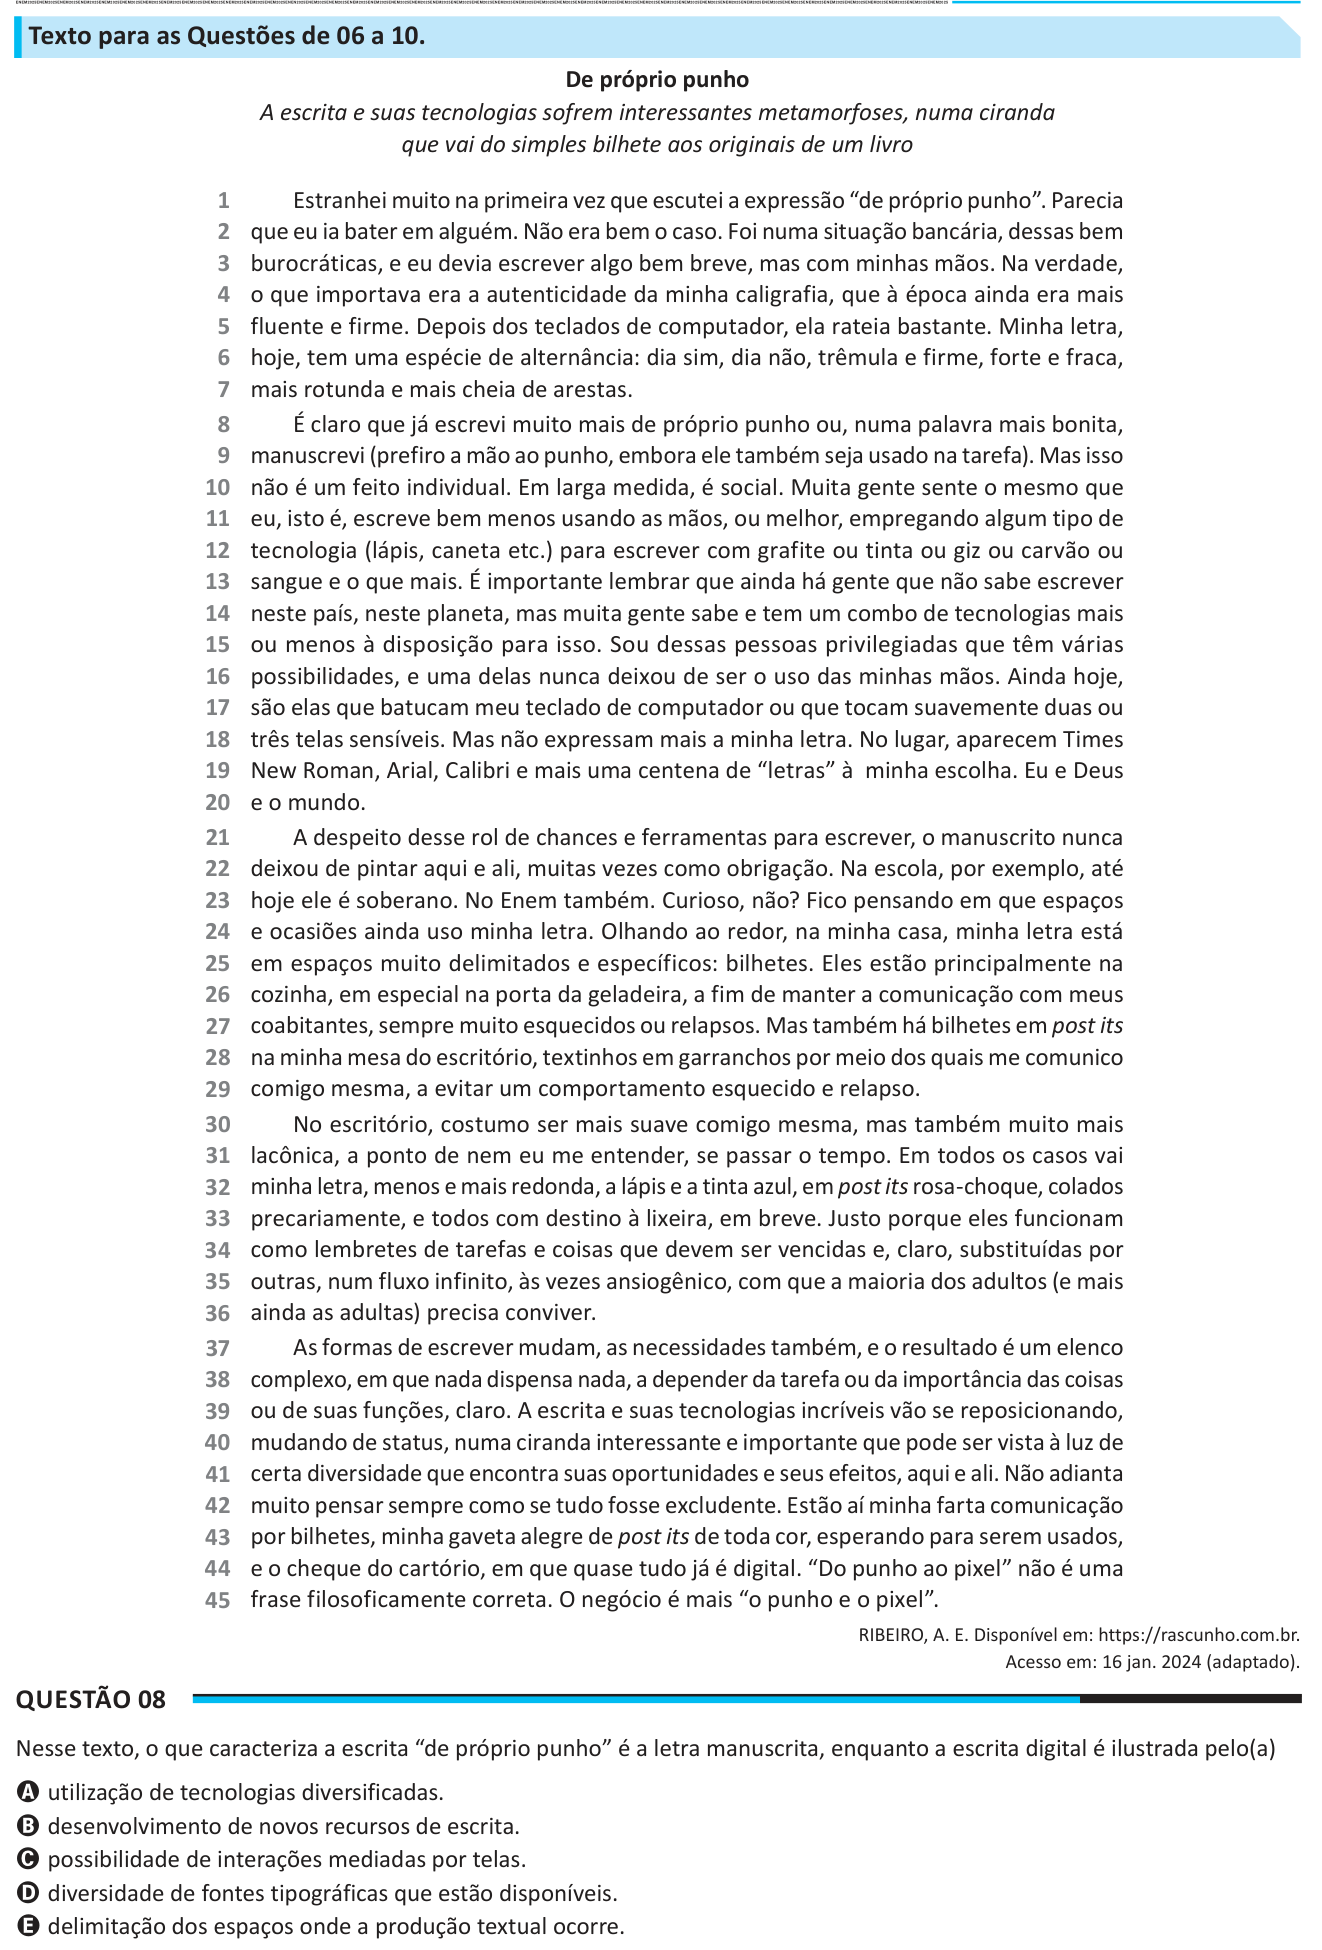 Texto para as Questões de 06 a 10.
De próprio punho
A escrita e suas tecnologias sofrem interessantes metamorfoses, numa ciranda
que vai do simples bilhete aos originais de um livro
1 Estranhei muito na primeira vez que escutei a expressão “de próprio punho”. Parecia
2 que eu ia bater em alguém. Não era bem o caso. Foi numa situação bancária, dessas bem
3 burocráticas, e eu devia escrever algo bem breve, mas com minhas mãos. Na verdade,
4 o que importava era a autenticidade da minha caligrafia, que à época ainda era mais
5 fluente e firme. Depois dos teclados de computador, ela rateia bastante. Minha letra,
6 hoje, tem uma espécie de alternância: dia sim, dia não, trêmula e firme, forte e fraca,
7 mais rotunda e mais cheia de arestas.
8 É claro que já escrevi muito mais de próprio punho ou, numa palavra mais bonita,
9 manuscrevi (prefiro a mão ao punho, embora ele também seja usado na tarefa). Mas isso
10 não é um feito individual. Em larga medida, é social. Muita gente sente o mesmo que
11 eu, isto é, escreve bem menos usando as mãos, ou melhor, empregando algum tipo de
12 tecnologia (lápis, caneta etc.) para escrever com grafite ou tinta ou giz ou carvão ou
13 sangue e o que mais. É importante lembrar que ainda há gente que não sabe escrever
14 neste país, neste planeta, mas muita gente sabe e tem um combo de tecnologias mais
15 ou menos à disposição para isso. Sou dessas pessoas privilegiadas que têm várias
16 possibilidades, e uma delas nunca deixou de ser o uso das minhas mãos. Ainda hoje,
17 são elas que batucam meu teclado de computador ou que tocam suavemente duas ou
18 três telas sensíveis. Mas não expressam mais a minha letra. No lugar, aparecem Times
19 New Roman, Arial, Calibri e mais uma centena de “letras” à minha escolha. Eu e Deus
20 e o mundo.
21 A despeito desse rol de chances e ferramentas para escrever, o manuscrito nunca
22 deixou de pintar aqui e ali, muitas vezes como obrigação. Na escola, por exemplo, até
23 hoje ele é soberano. No Enem também. Curioso, não? Fico pensando em que espaços
24 e ocasiões ainda uso minha letra. Olhando ao redor, na minha casa, minha letra está
25 em espaços muito delimitados e específicos: bilhetes. Eles estão principalmente na
26 cozinha, em especial na porta da geladeira, a fim de manter a comunicação com meus
27 coabitantes, sempre muito esquecidos ou relapsos. Mas também há bilhetes em post its
28 na minha mesa do escritório, textinhos em garranchos por meio dos quais me comunico
29 comigo mesma, a evitar um comportamento esquecido e relapso.
30 No escritório, costumo ser mais suave comigo mesma, mas também muito mais
31 lacônica, a ponto de nem eu me entender, se passar o tempo. Em todos os casos vai
32 minha letra, menos e mais redonda, a lápis e a tinta azul, em post its rosa-choque, colados
33 precariamente, e todos com destino à lixeira, em breve. Justo porque eles funcionam
34 como lembretes de tarefas e coisas que devem ser vencidas e, claro, substituídas por
35 outras, num fluxo infinito, às vezes ansiogênico, com que a maioria dos adultos (e mais
36 ainda as adultas) precisa conviver.
37 As formas de escrever mudam, as necessidades também, e o resultado é um elenco
38 complexo, em que nada dispensa nada, a depender da tarefa ou da importância das coisas
39 ou de suas funções, claro. A escrita e suas tecnologias incríveis vão se reposicionando,
40 mudando de status, numa ciranda interessante e importante que pode ser vista à luz de
41 certa diversidade que encontra suas oportunidades e seus efeitos, aqui e ali. Não adianta
42 muito pensar sempre como se tudo fosse excludente. Estão aí minha farta comunicação
43 por bilhetes, minha gaveta alegre de post its de toda cor, esperando para serem usados,
44 e o cheque do cartório, em que quase tudo já é digital. “Do punho ao pixel” não é uma
45 frase filosoficamente correta. O negócio é mais “o punho e o pixel”.
RIBEIRO, A. E. Disponível em: https://rascunho.com.br.
Acesso em: 16 jan. 2024 (adaptado).
QUESTÃO 08
Nesse texto, o que caracteriza a escrita “de próprio punho” é a letra manuscrita, enquanto a escrita digital é ilustrada pelo(a)
A utilização de tecnologias diversificadas.
B desenvolvimento de novos recursos de escrita.
C possibilidade de interações mediadas por telas.
D diversidade de fontes tipográficas que estão disponíveis.
E delimitação dos espaços onde a produção textual ocorre.